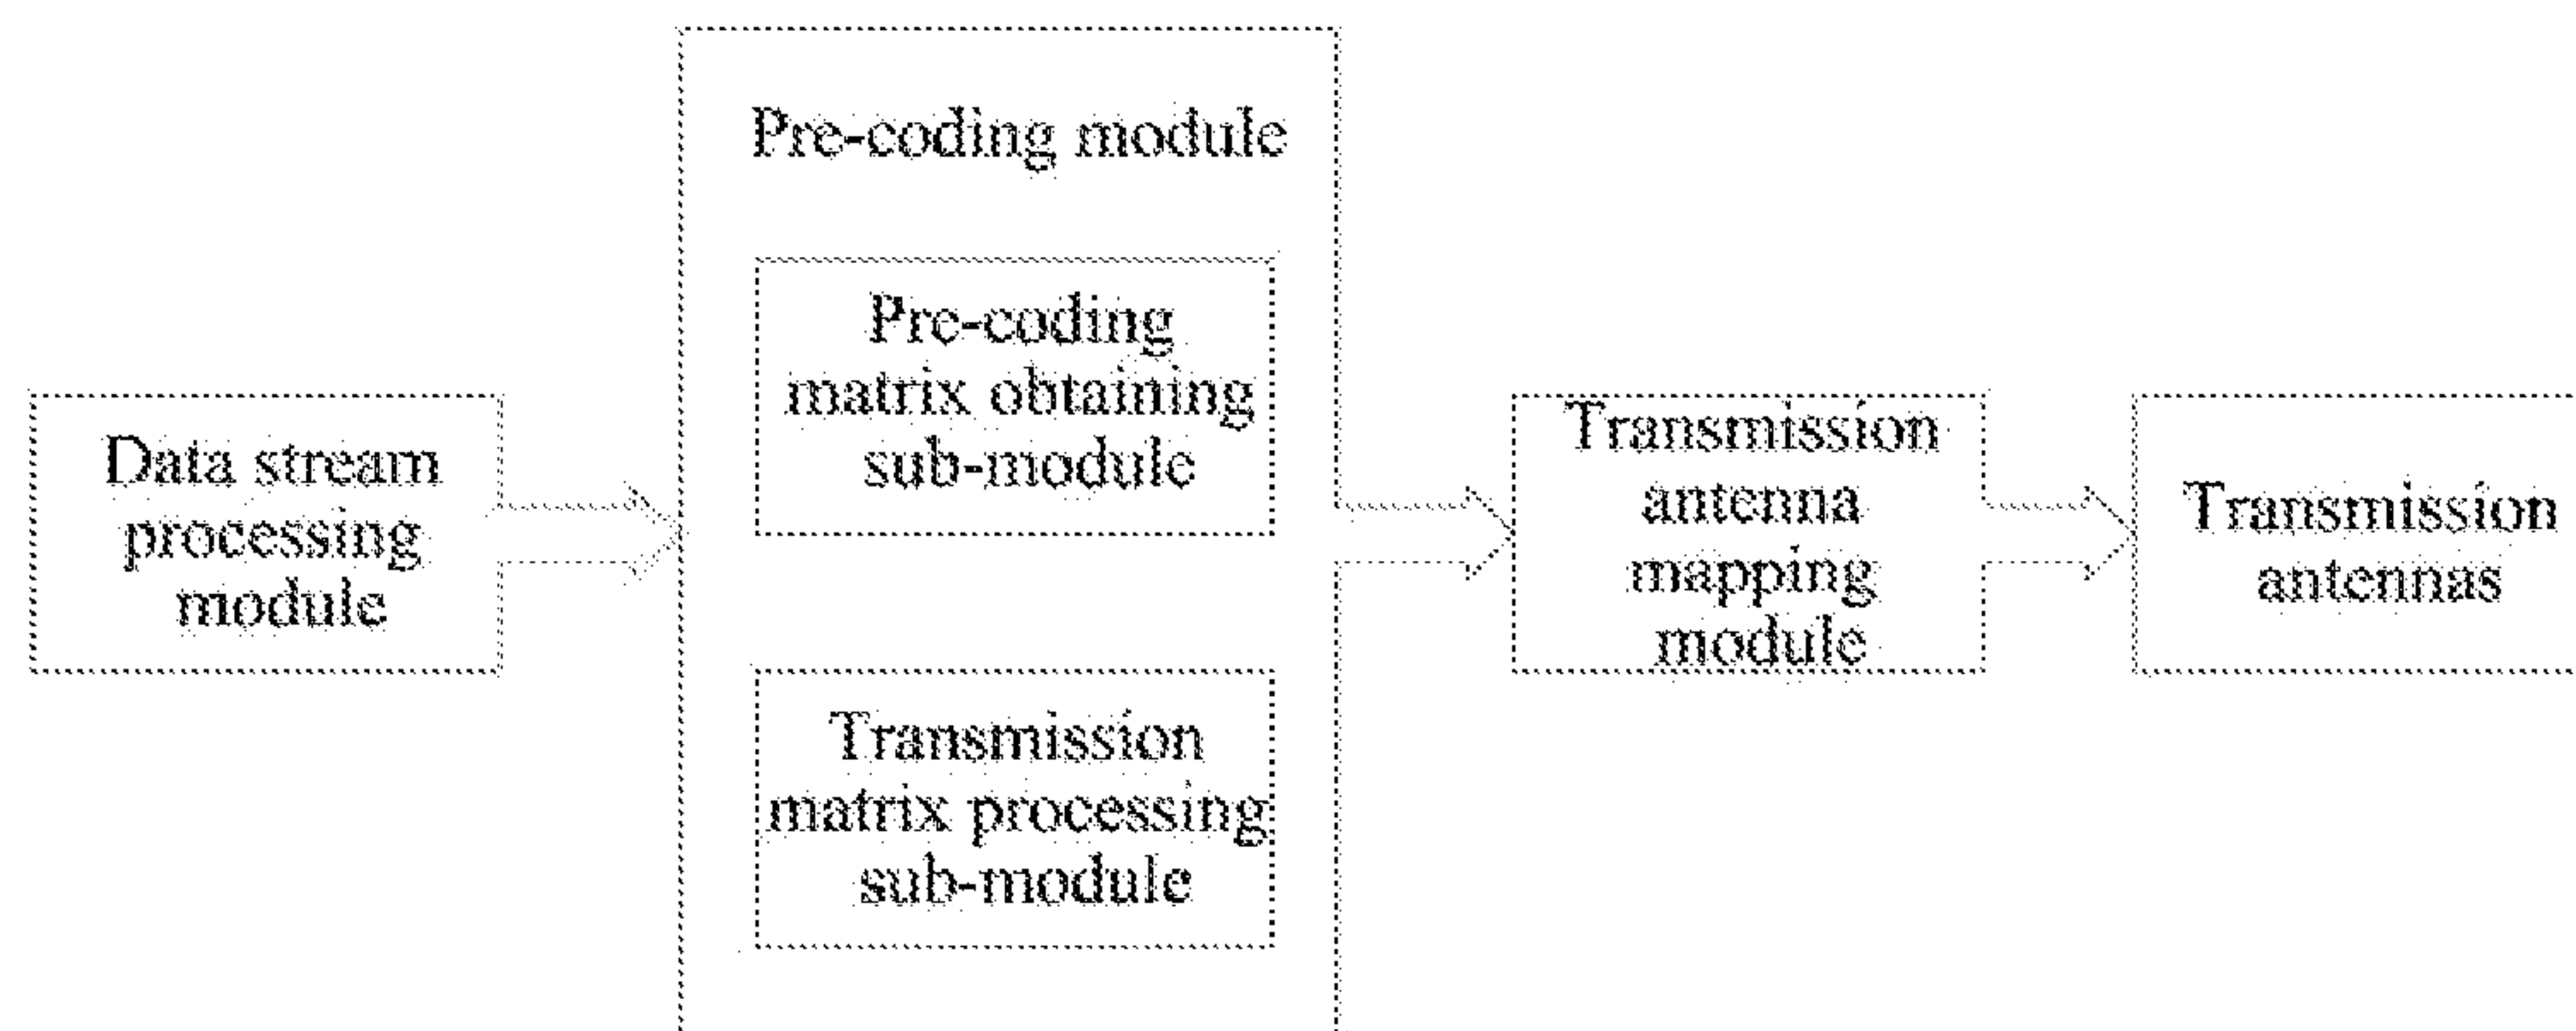 Pre-coding module
Pre-coding
matrix obtaining
sub-module
Data stream
processing
module
Transmission
matrix processing
sub-module
Transmission
antenna
mapping
module
Transmission
antennas